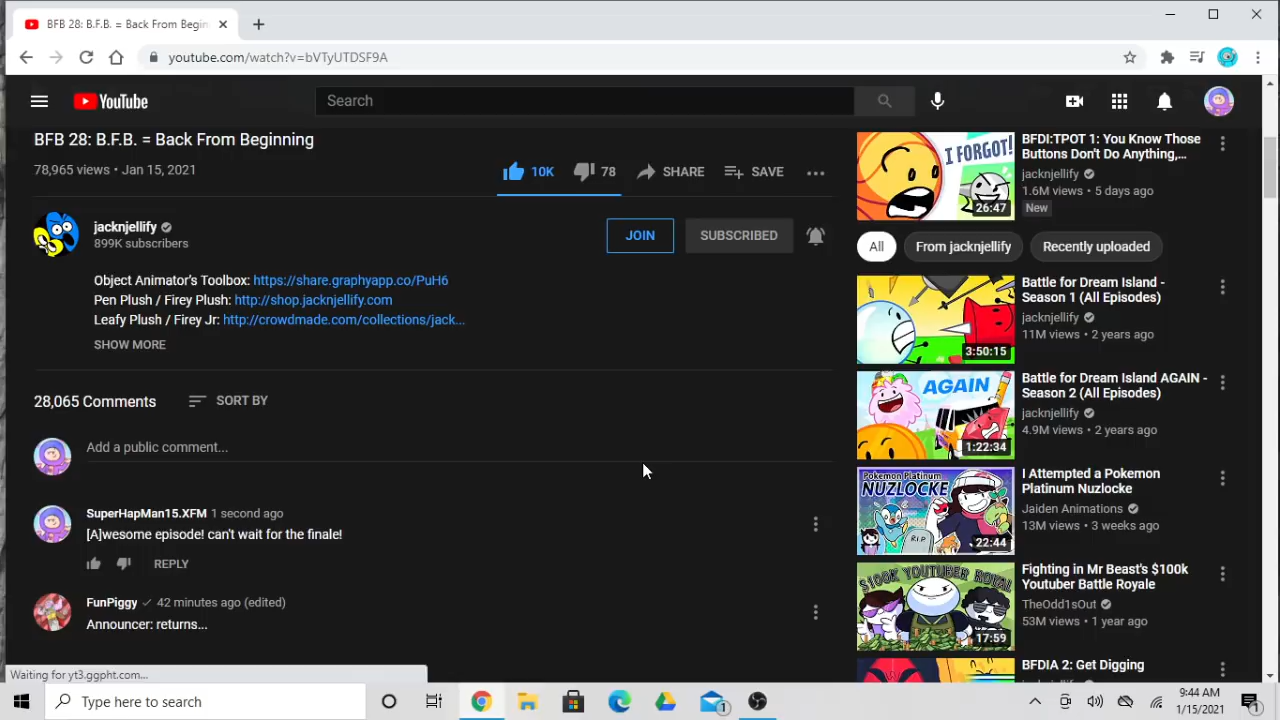 BFB 28: B.F.B. = Back From Begin
youtube.com/watch?v=bVTyUTDSF9A
YouTube
Search
BFB 28: B.F.B. = Back From Beginning
78,965 views • Jan 15, 2021
10K
78
SHARE
SAVE
jacknjellify
899K subscribers
JOIN
SUBSCRIBED
Object Animator's Toolbox: https://share.graphyapp.co/PuH6
Pen Plush / Firey Plush: http://shop.jacknjellify.com
Leafy Plush / Firey Jr: http://crowdmade.com/collections/jack...
SHOW MORE
28,065 Comments
SORT BY
Add a public comment...
SuperHapMan15.XFM 1 second ago
[A]wesome episode! can't wait for the finale!
REPLY
FunPiggy 42 minutes ago (edited)
Announcer: returns...
I FORGOT!
26:47
BFDI:TPOT 1: You Know Those
Buttons Don't Do Anything,...
jacknjellify
1.6M views • 5 days ago
New
All
From jacknjellify
Recently uploaded
3:50:15
Battle for Dream Island -
Season 1 (All Episodes)
jacknjellify
11M views • 2 years ago
AGAIN
1:22:34
Battle for Dream Island AGAIN -
Season 2 (All Episodes)
jacknjellify
4.9M views • 2 years ago
Pokemon Platinum
NUZLOCKE
R.I.P
22:44
I Attempted a Pokemon
Platinum Nuzlocke
Jaiden Animations
13M views • 3 weeks ago
$100K YOUTUBER ROYAL
17:59
Fighting in Mr Beast's $100k
Youtuber Battle Royale
TheOdd1sOut
53M views • 1 year ago
BFDIA 2: Get Digging
Waiting for yt3.ggpht.com...
Type here to search
1
9:44 AM
1/15/2021
1